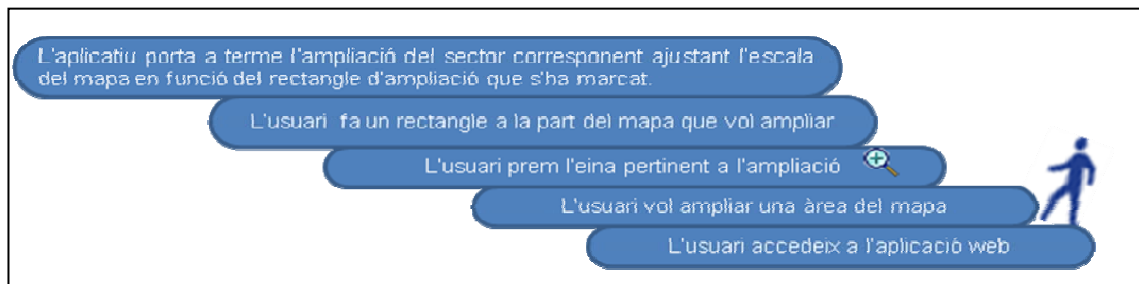 L'aplicatiu porta a terme l'ampliació del sector corresponent ajustant l'escala
del mapa en funció del rectangle d'ampliació que s'ha marcat.
L'usuari fa un rectangle a la part del mapa que vol ampliar
L'usuari prem l'eina pertinent a l'ampliació
L'usuari vol ampliar una àrea del mapa
L'usuari accedeix a l'aplicació web